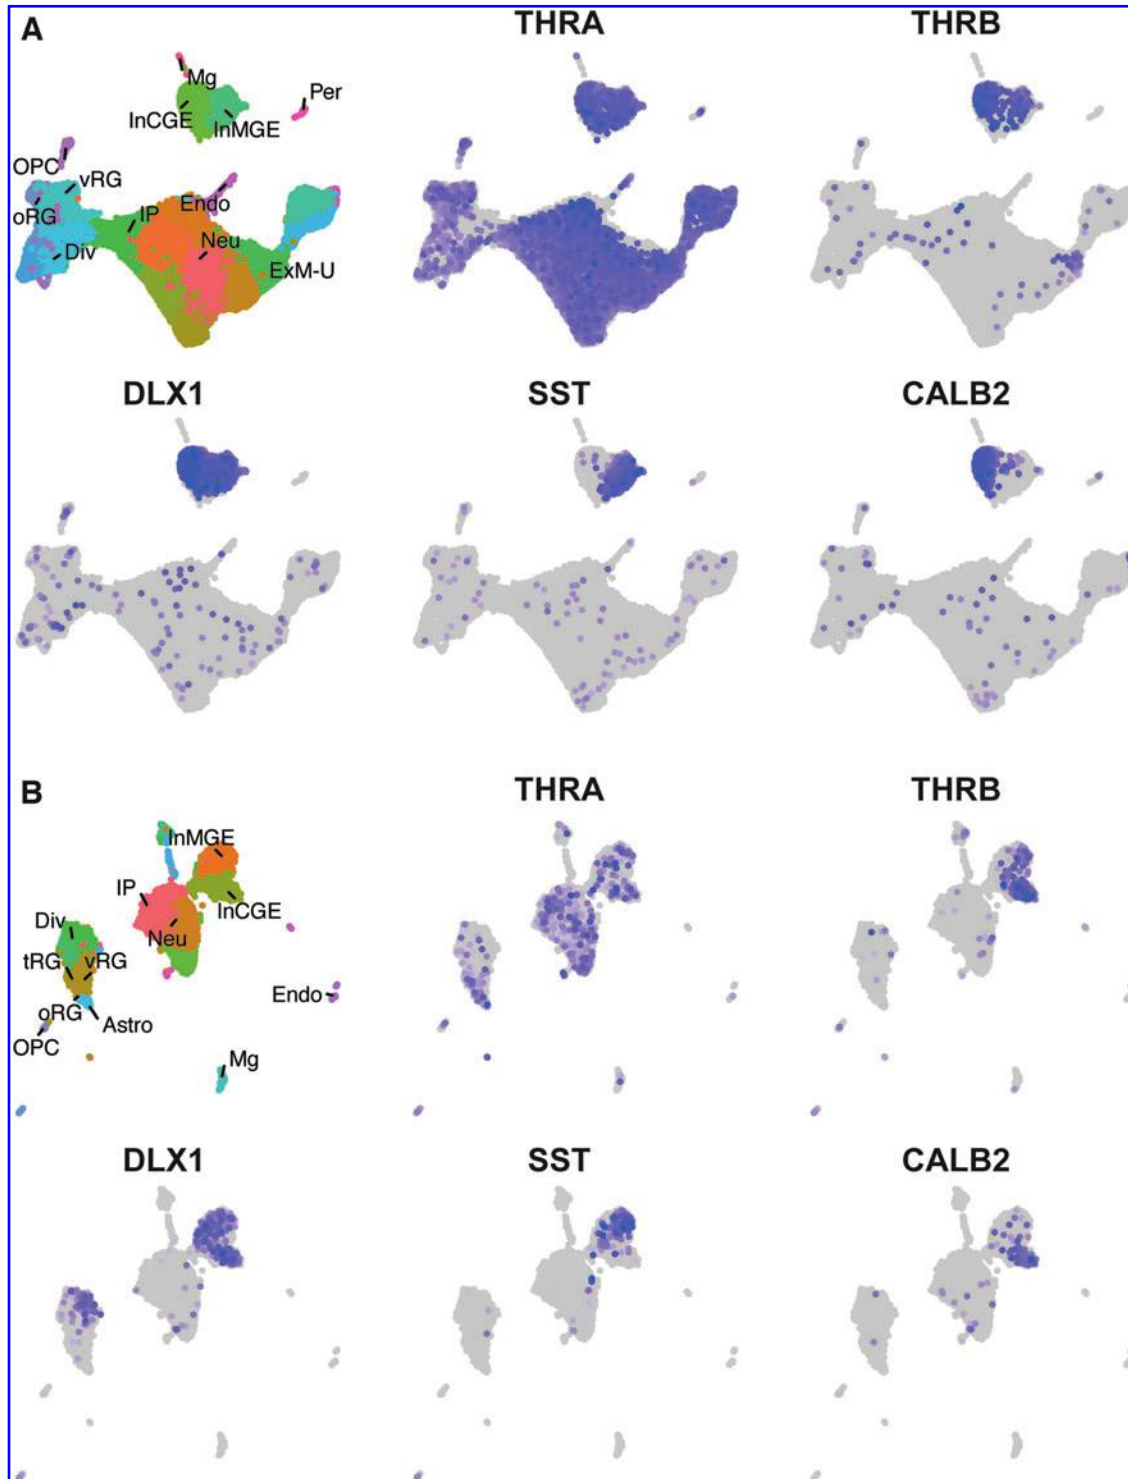 A THRA THRB
Mg
Per
InCGE InMGE
OPC vRG
oRG IP Endo
Neu
Div ExM-U
DLX1 SST CALB2
B THRA THRB
InMGE
IP
InCGE
Div
Neu
tRG vRG
Endo
oRG Astro
OPC
Mg
DLX1 SST CALB2